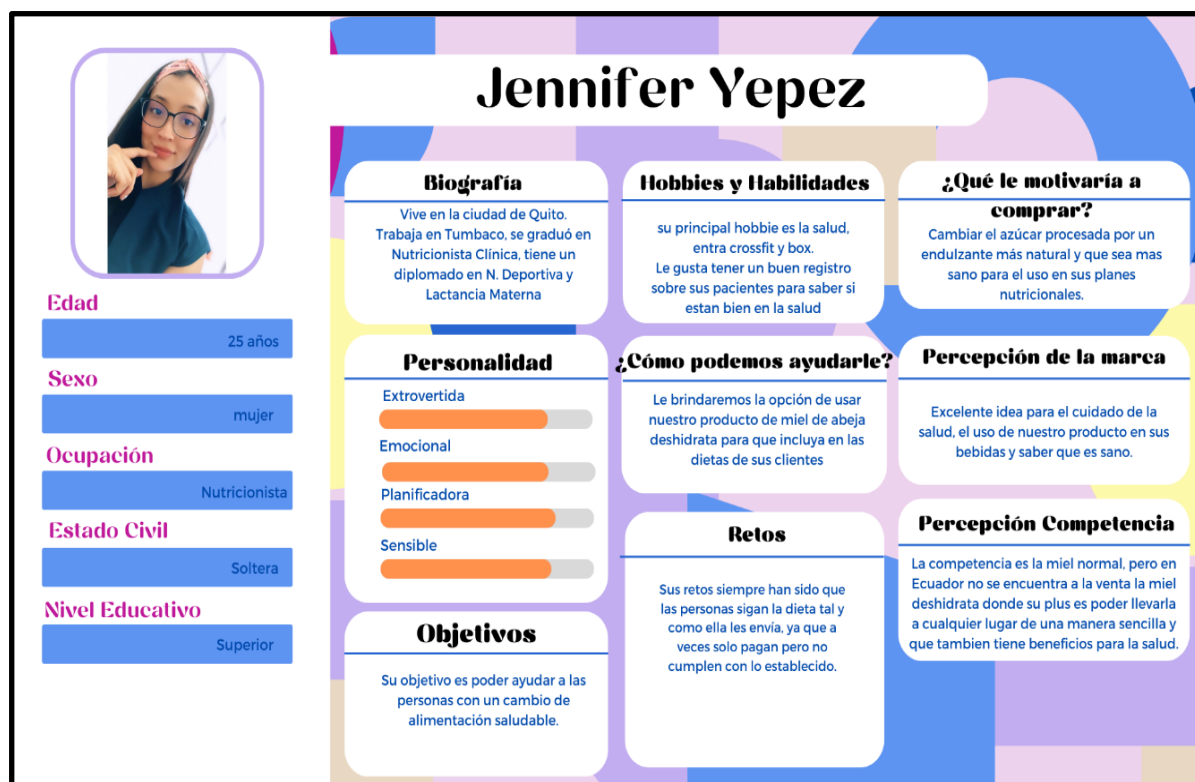 Jennifer Yepez
Edad
25 años
Sexo
mujer
Ocupación
Nutricionista
Estado Civil
Soltera
Nivel Educativo
Superior
Biografía
Vive en la ciudad de Quito.
Trabaja en Tumbaco, se graduó en
Nutricionista Clínica, tiene un
diplomado en N. Deportiva y
Lactancia Materna
Personalidad
Extrovertida
Emocional
Planificadora
Sensible
Objetivos
Su objetivo es poder ayudar a las
personas con un cambio de
alimentación saludable.
Hobbies y Habilidades
su principal hobbie es la salud,
entra crossfit y box.
Le gusta tener un buen registro
sobre sus pacientes para saber si
estan bien en la salud
¿Cómo podemos ayudarle?
Le brindaremos la opción de usar
nuestro producto de miel de abeja
deshidrata para que incluya en las
dietas de sus clientes
Retos
Sus retos siempre han sido que
las personas sigan la dieta tal y
como ella les envía, ya que a
veces solo pagan pero no
cumplen con lo establecido.
¿Qué le motivaría a
comprar?
Cambiar el azúcar procesada por un
endulzante más natural y que sea mas
sano para el uso en sus planes
nutricionales.
Percepción de la marca
Excelente idea para el cuidado de la
salud, el uso de nuestro producto en sus
bebidas y saber que es sano.
Percepción Competencia
La competencia es la miel normal, pero en
Ecuador no se encuentra a la venta la miel
deshidrata donde su plus es poder llevarla
a cualquier lugar de una manera sencilla y
que tambien tiene beneficios para la salud.